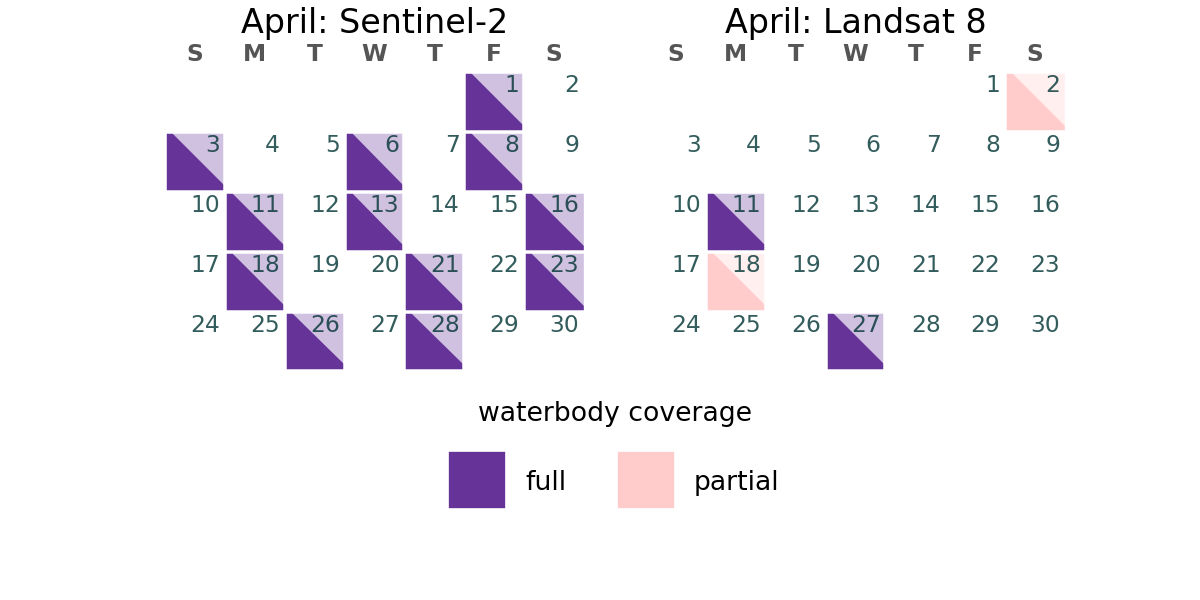 April: Sentinel-2
S M T W T F S
1 2
3 4 5 6 7 8 9
10 11 12 13 14 15 16
17 18 19 20 21 22 23
24 25 26 27 28 29 30
April: Landsat 8
S M T W T F S
1 2
3 4 5 6 7 8 9
10 11 12 13 14 15 16
17 18 19 20 21 22 23
24 25 26 27 28 29 30
waterbody coverage
full partial